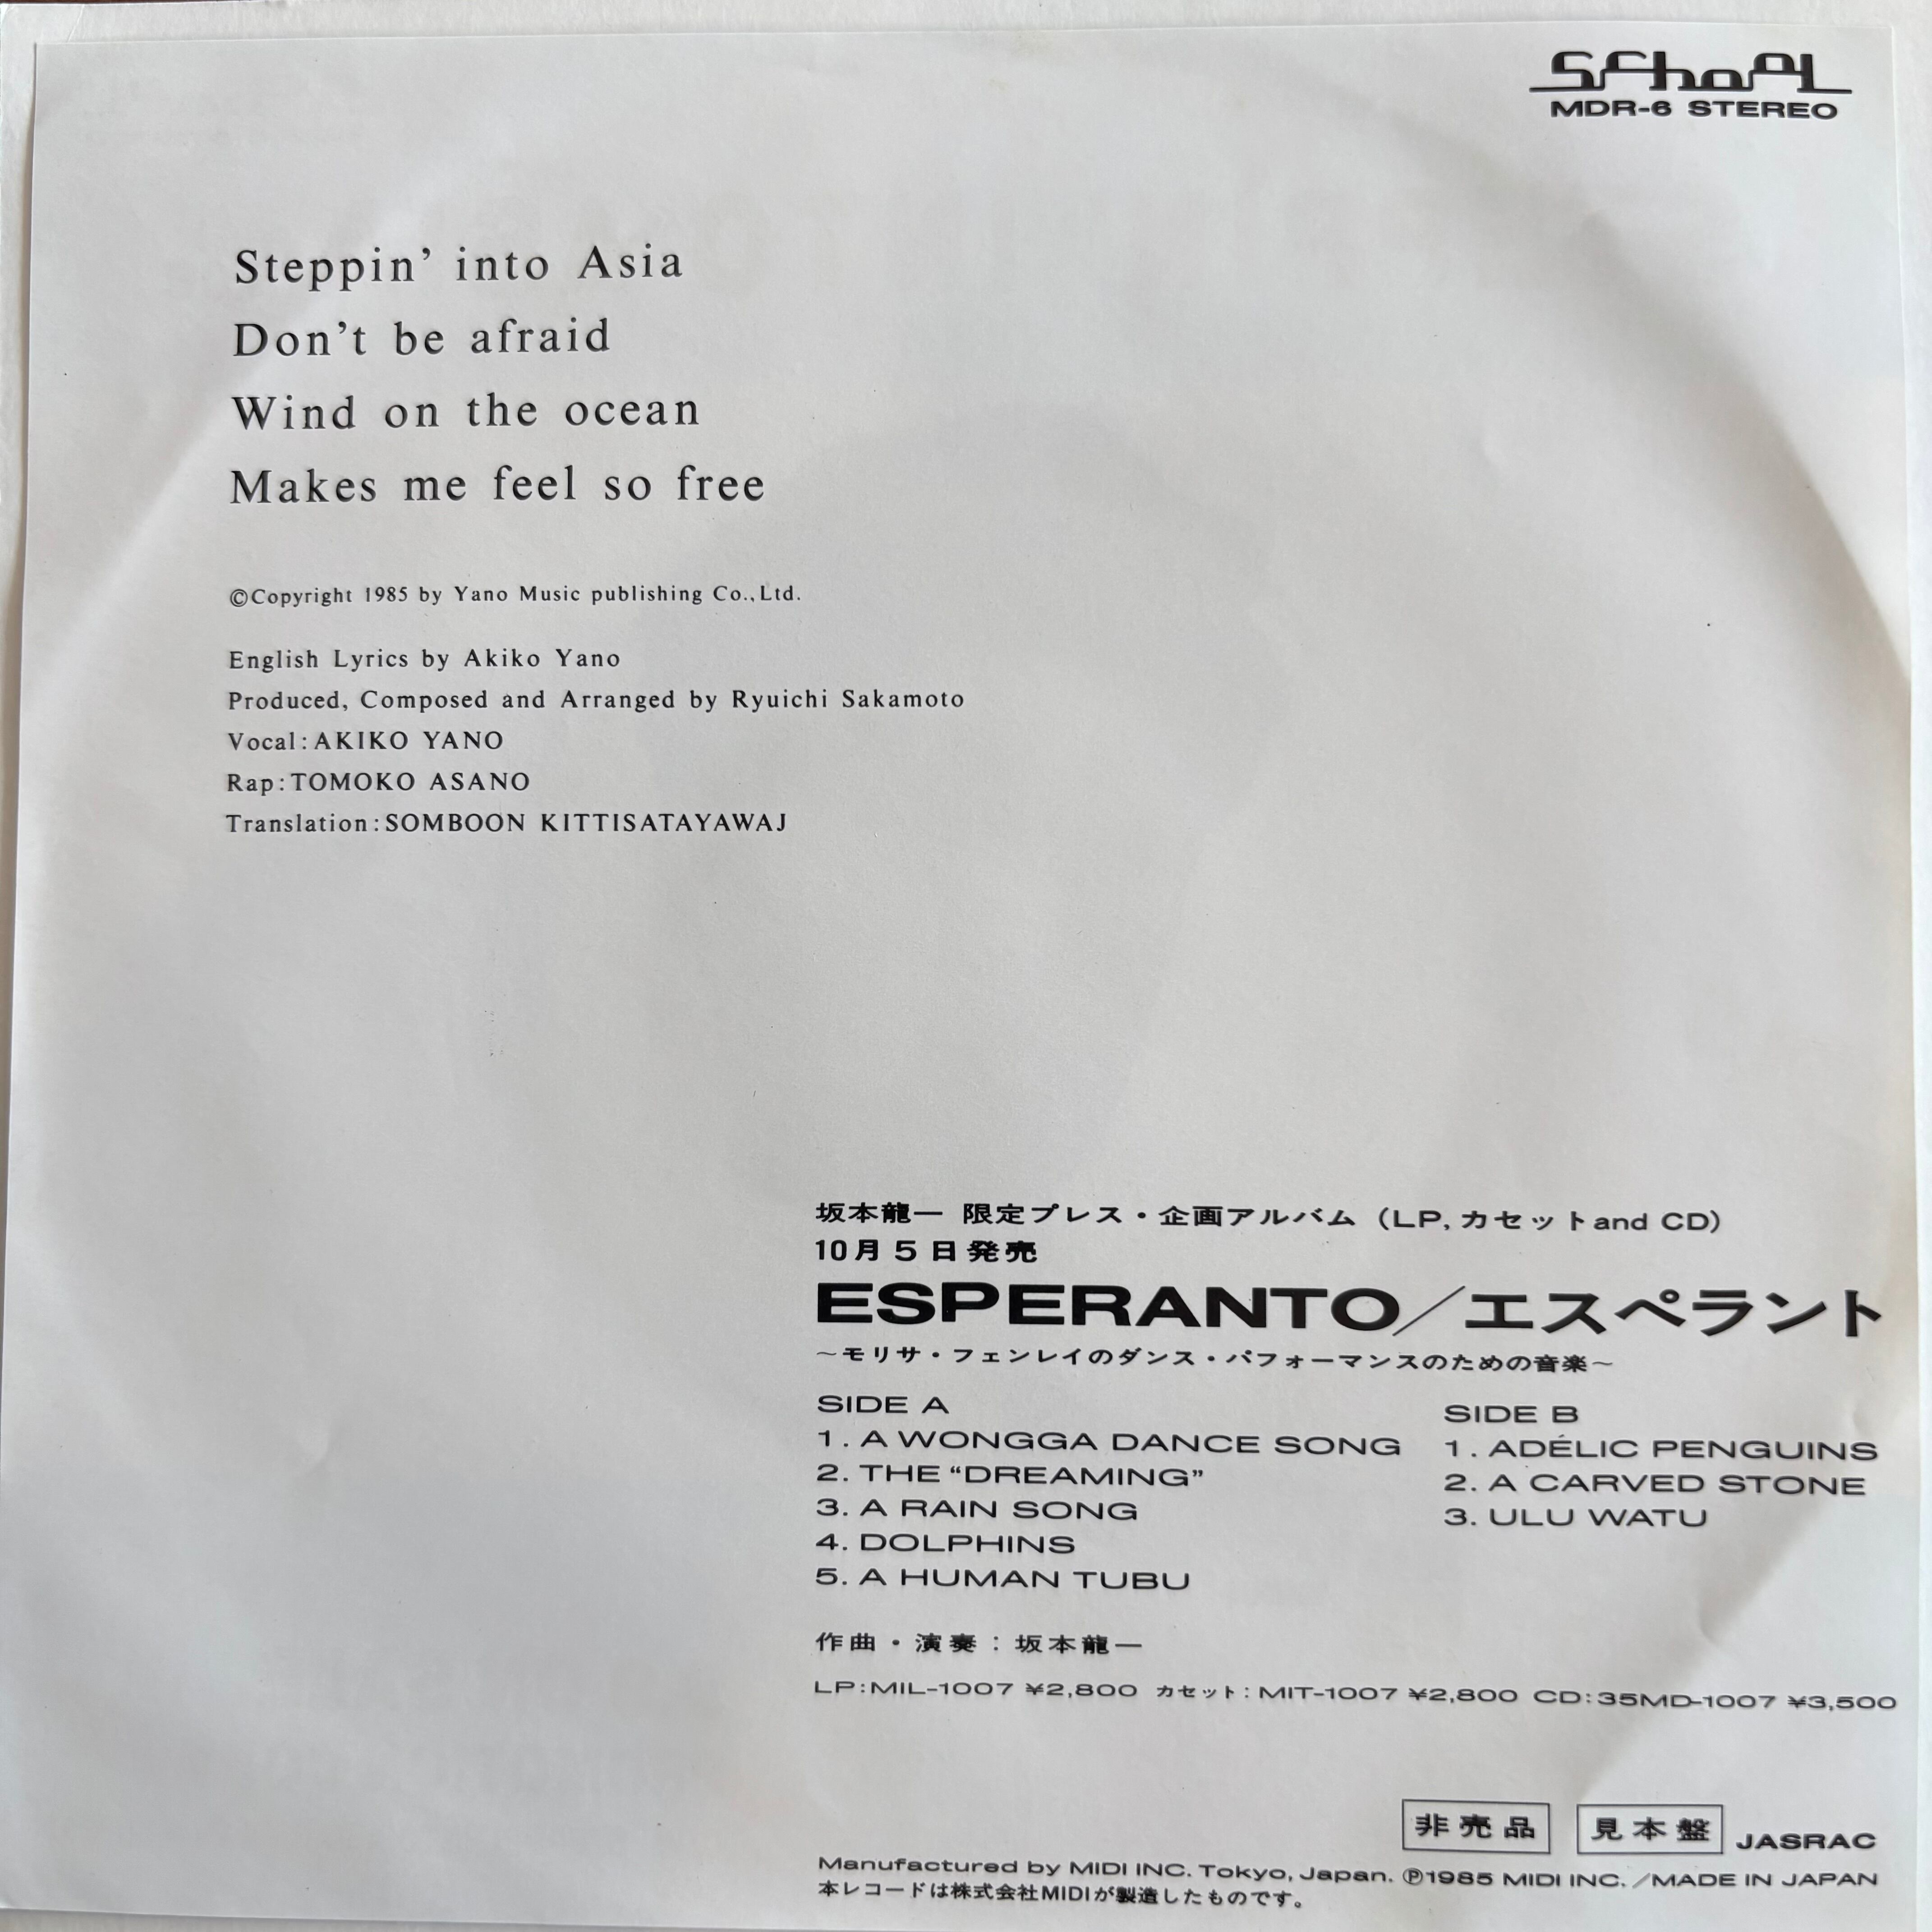 School
MDR-6 STEREO
Steppin' into Asia
Don't be afraid
Wind on the ocean
Makes me feel so free
©Copyright 1985 by Yano Music publishing Co.,Ltd.
English Lyrics by Akiko Yano
Produced, Composed and Arranged by Ryuichi Sakamoto
Vocal:AKIKO YANO
Rap:TOMOKO ASANO
Translation:SOMBOON KITTISATAYAWAJ
坂本龍一 限定プレス・企画アルバム（LP,カセットand CD）
10月5日発売
ESPERANTO／エスペラント
～モリサ・フェンレイのダンス・パフォーマンスのための音楽～
SIDE A
1. A WONGGA DANCE SONG
2. THE “DREAMING”
3. A RAIN SONG
4. DOLPHINS
5. A HUMAN TUBU
SIDE B
1. ADÉLIC PENGUINS
2. A CARVED STONE
3. ULU WATU
作曲・演奏：坂本龍一
LP:MIL-1007 ¥2,800 カセット：MIT-1007 ¥2,800 CD:35MD-1007 ¥3,500
非売品 見本盤 JASRAC
Manufactured by MIDI INC. Tokyo, Japan. Ⓟ1985 MIDI INC.／MADE IN JAPAN
本レコードは株式会社MIDIが製造したものです。